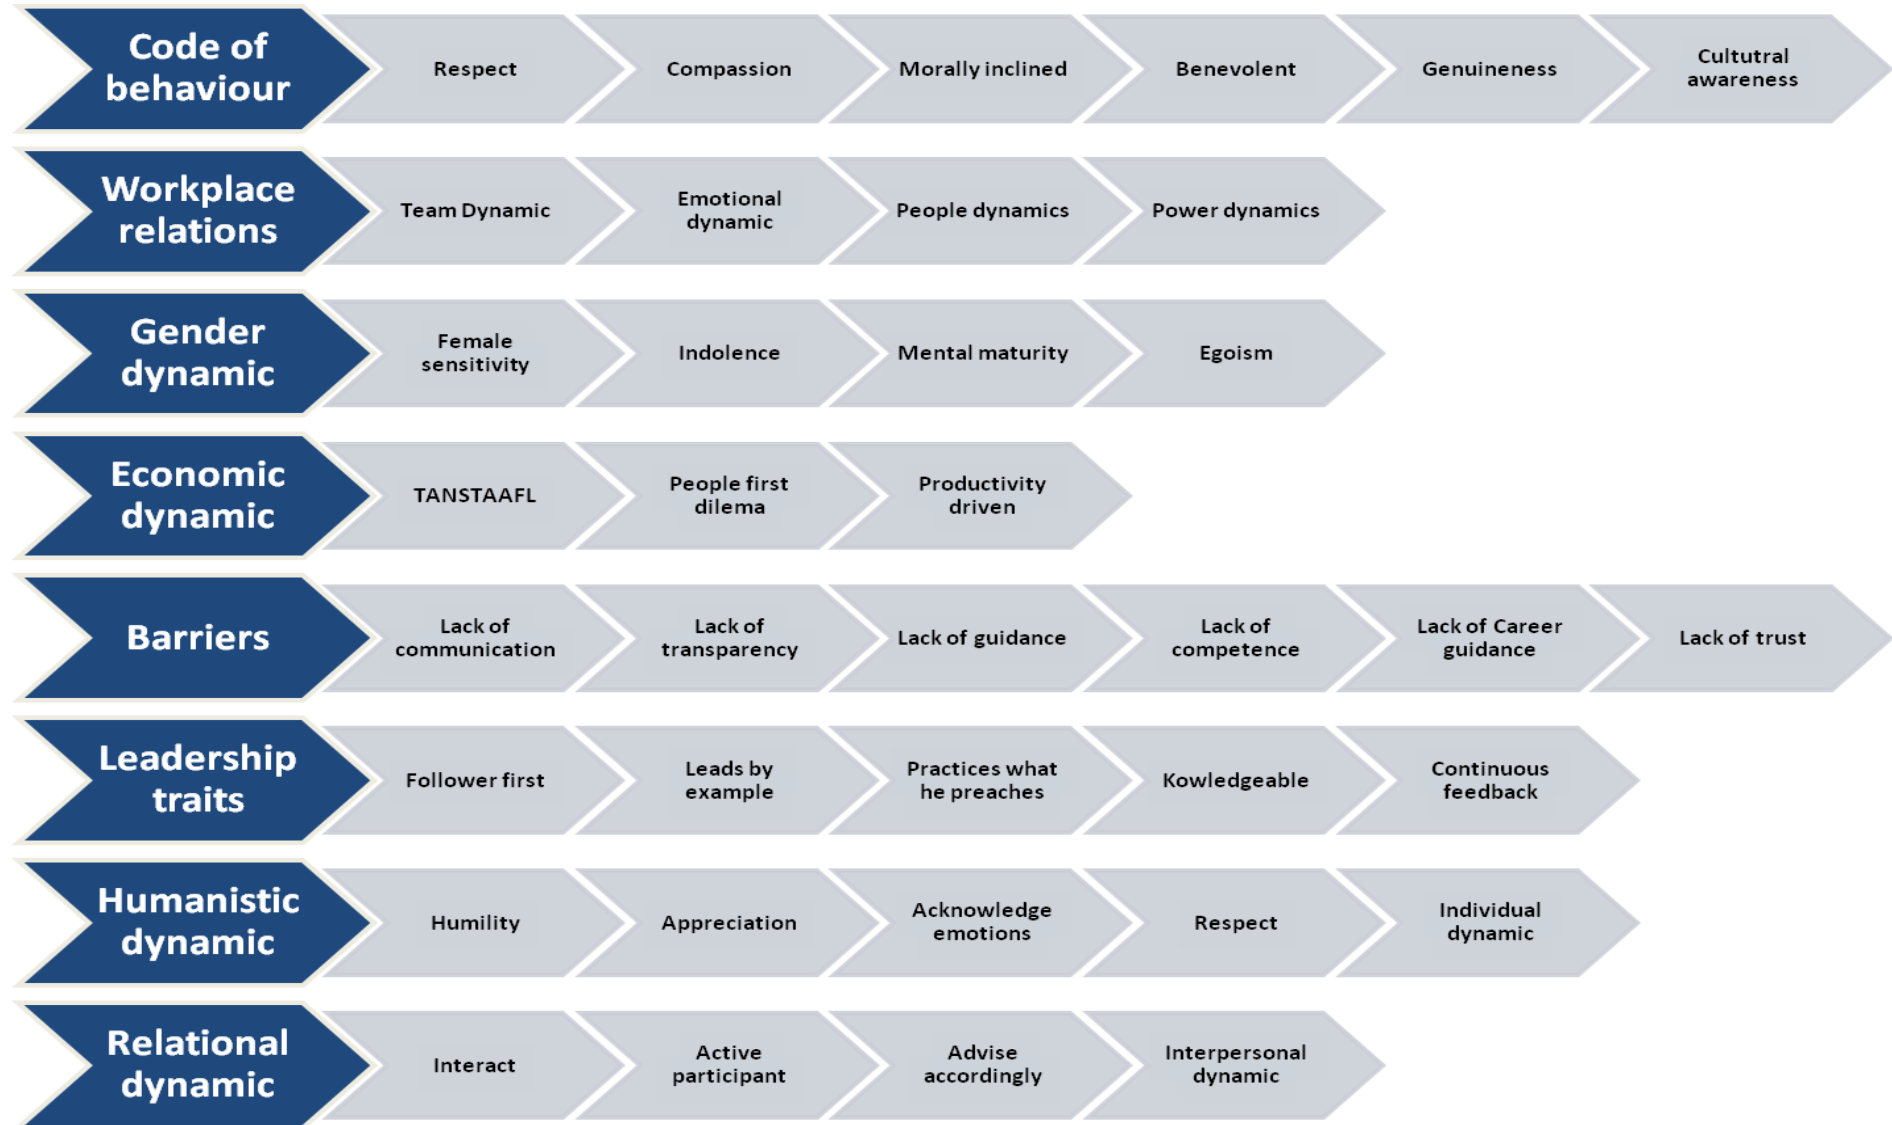 Code of
behaviour
Respect
Compassion
Morally inclined
Benevolent
Genuineness
Cultutral
awareness
Workplace
relations
Team Dynamic
Emotional
dynamic
People dynamics
Power dynamics
Gender
dynamic
Female
sensitivity
Indolence
Mental maturity
Egoism
Economic
dynamic
TANSTAAFL
People first
dilema
Productivity
driven
Barriers
Lack of
communication
Lack of
transparency
Lack of guidance
Lack of
competence
Lack of Career
guidance
Lack of trust
Leadership
traits
Follower first
Leads by
example
Practices what
he preaches
Kowledgeable
Continuous
feedback
Humanistic
dynamic
Humility
Appreciation
Acknowledge
emotions
Respect
Individual
dynamic
Relational
dynamic
Interact
Active
participant
Advise
accordingly
Interpersonal
dynamic